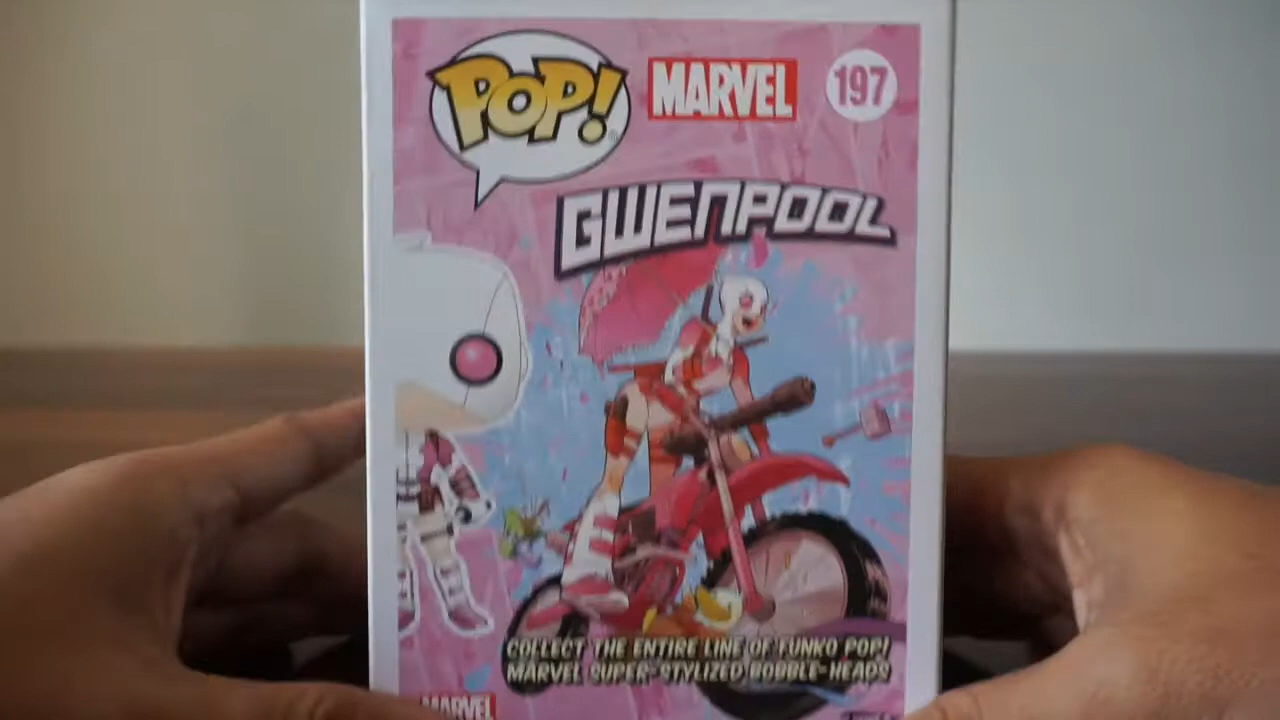 POP!
MARVEL
197
GWENPOOL
COLLECT THE ENTIRE LINE OF FUNKO POP!
MARVEL SUPER-STYLIZED BOBBLE-HEADS
MARVEL